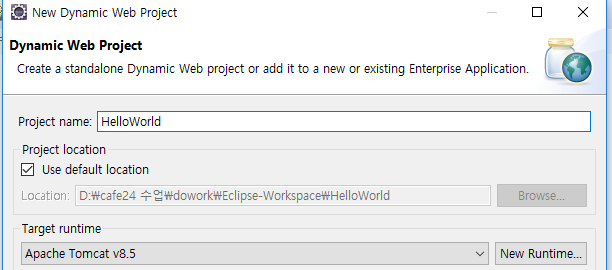 New Dynamic Web Project
Dynamic Web Project
Create a standalone Dynamic Web project or add it to a new or existing Enterprise Application.
Project name: HelloWorld
Project location
Use default location
Location: D:₩cafe24 수업₩dowork₩Eclipse-Workspace₩HelloWorld Browse...
Target runtime
Apache Tomcat v8.5 New Runtime...